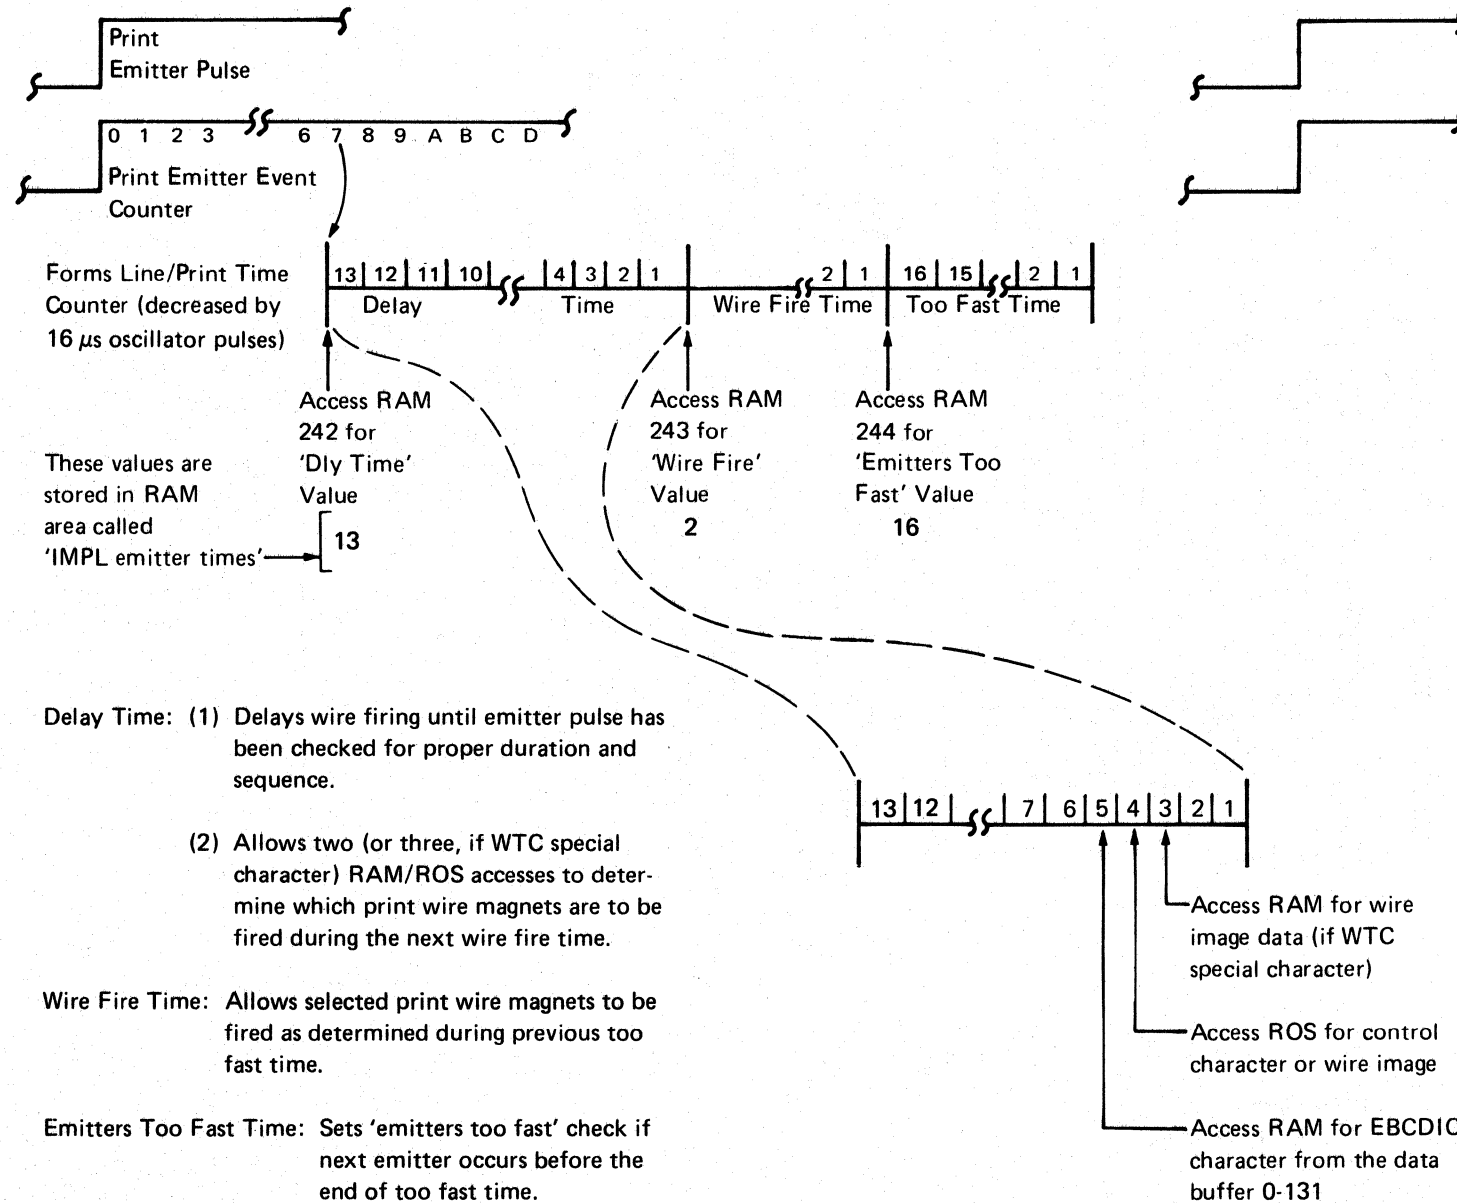 Print
Emitter Pulse
0 1 2 3 6 7 8 9 A B C D
Print Emitter Event
Counter
Forms Line/Print Time
Counter (decreased by
16 μs oscillator pulses)
13 12 11 10 4 3 2 1 2 1 16 15 2 1
Delay Time Wire Fire Time Too Fast Time
Access RAM
242 for
'Dly Time'
Value
13
Access RAM
243 for
'Wire Fire'
Value
2
Access RAM
244 for
'Emitters Too
Fast' Value
16
These values are
stored in RAM
area called
'IMPL emitter times'
Delay Time: (1) Delays wire firing until emitter pulse has
been checked for proper duration and
sequence.
(2) Allows two (or three, if WTC special
character) RAM/ROS accesses to deter-
mine which print wire magnets are to be
fired during the next wire fire time.
Wire Fire Time: Allows selected print wire magnets to be
fired as determined during previous too
fast time.
Emitters Too Fast Time: Sets 'emitters too fast' check if
next emitter occurs before the
end of too fast time.
13 12 7 6 5 4 3 2 1
Access RAM for wire
image data (if WTC
special character)
Access ROS for control
character or wire image
Access RAM for EBCDIC
character from the data
buffer 0-131